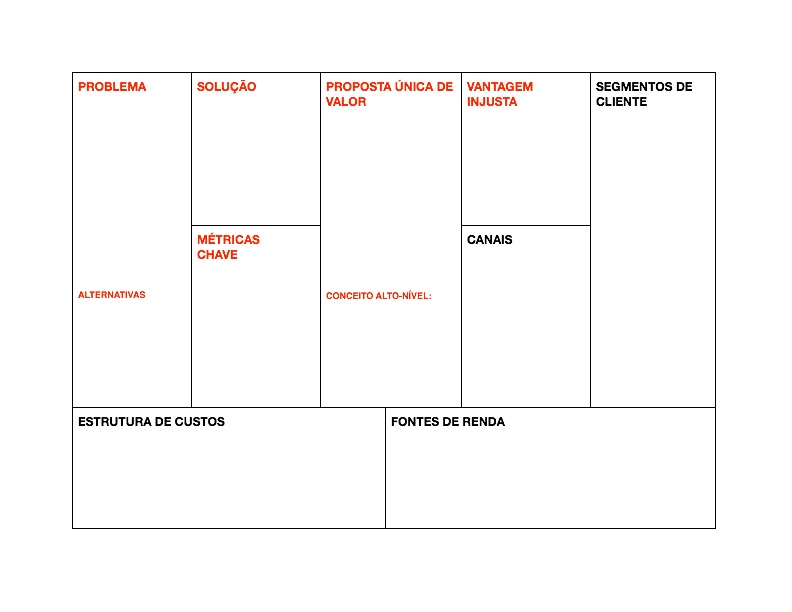 PROBLEMA
ALTERNATIVAS
SOLUÇÃO
MÉTRICAS
CHAVE
PROPOSTA ÚNICA DE
VALOR
CONCEITO ALTO-NÍVEL:
VANTAGEM
INJUSTA
CANAIS
SEGMENTOS DE
CLIENTE
ESTRUTURA DE CUSTOS
FONTES DE RENDA